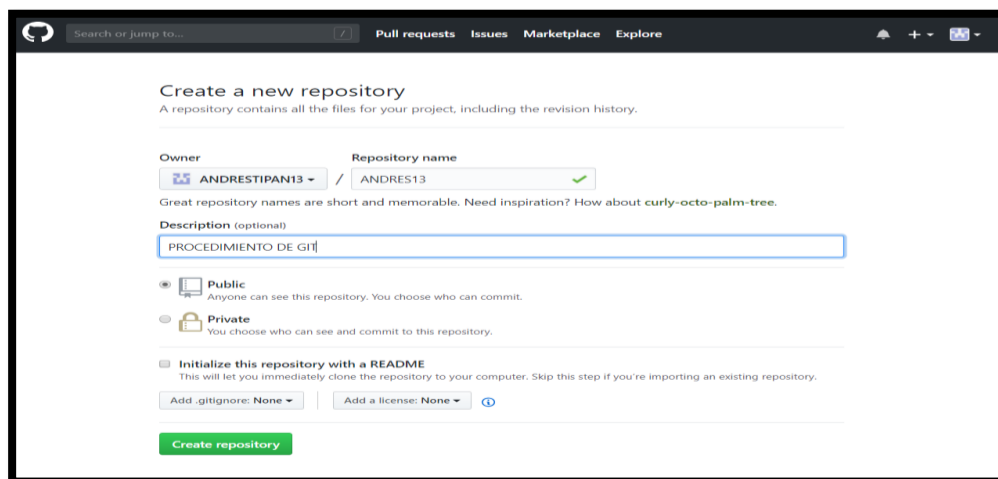 Search or jump to... /
Pull requests Issues Marketplace Explore
Create a new repository
A repository contains all the files for your project, including the revision history.
Owner Repository name
ANDRESTIPAN13 / ANDRES13
Great repository names are short and memorable. Need inspiration? How about curly-octo-palm-tree.
Description (optional)
PROCEDIMIENTO DE GIT
Public
Anyone can see this repository. You choose who can commit.
Private
You choose who can see and commit to this repository.
Initialize this repository with a README
This will let you immediately clone the repository to your computer. Skip this step if you're importing an existing repository.
Add .gitignore: None Add a license: None
Create repository